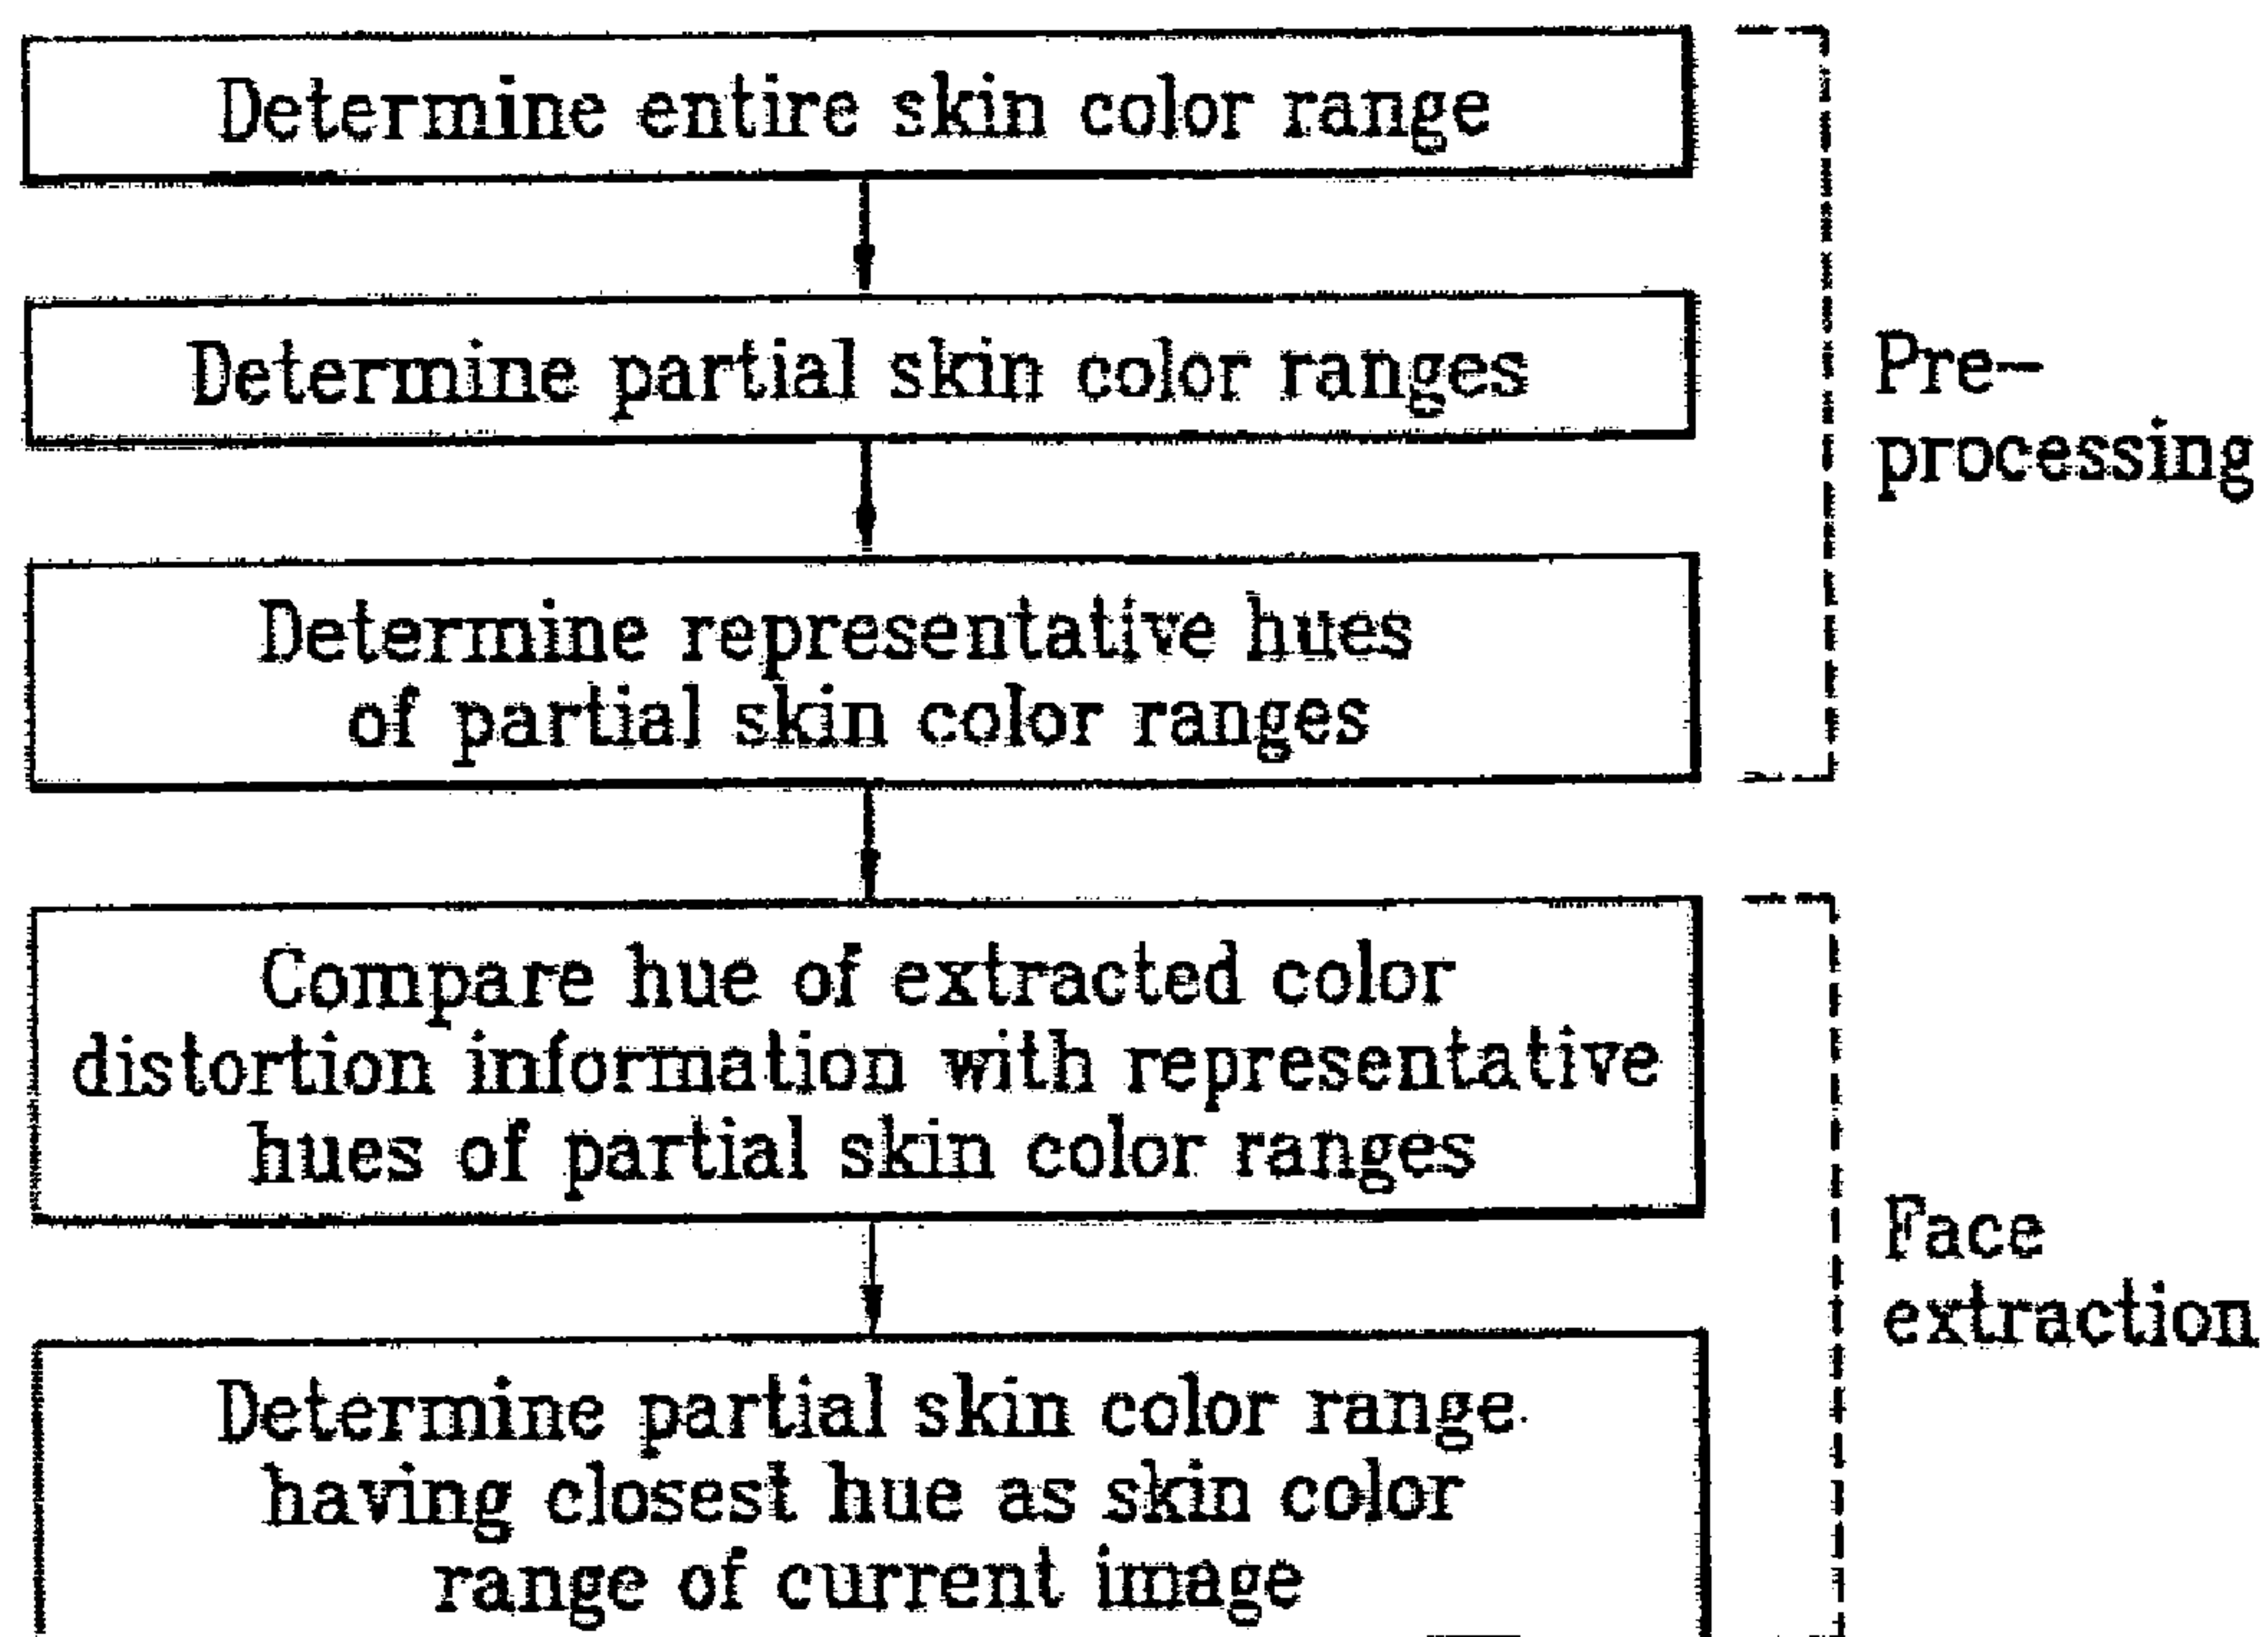 Determine entire skin color range
Determine partial skin color ranges
Determine representative hues
of partial skin color ranges
Pre-
processing
Compare hue of extracted color
distortion information with representative
hues of partial skin color ranges
Determine partial skin color range
having closest hue as skin color
range of current image
Face
extraction